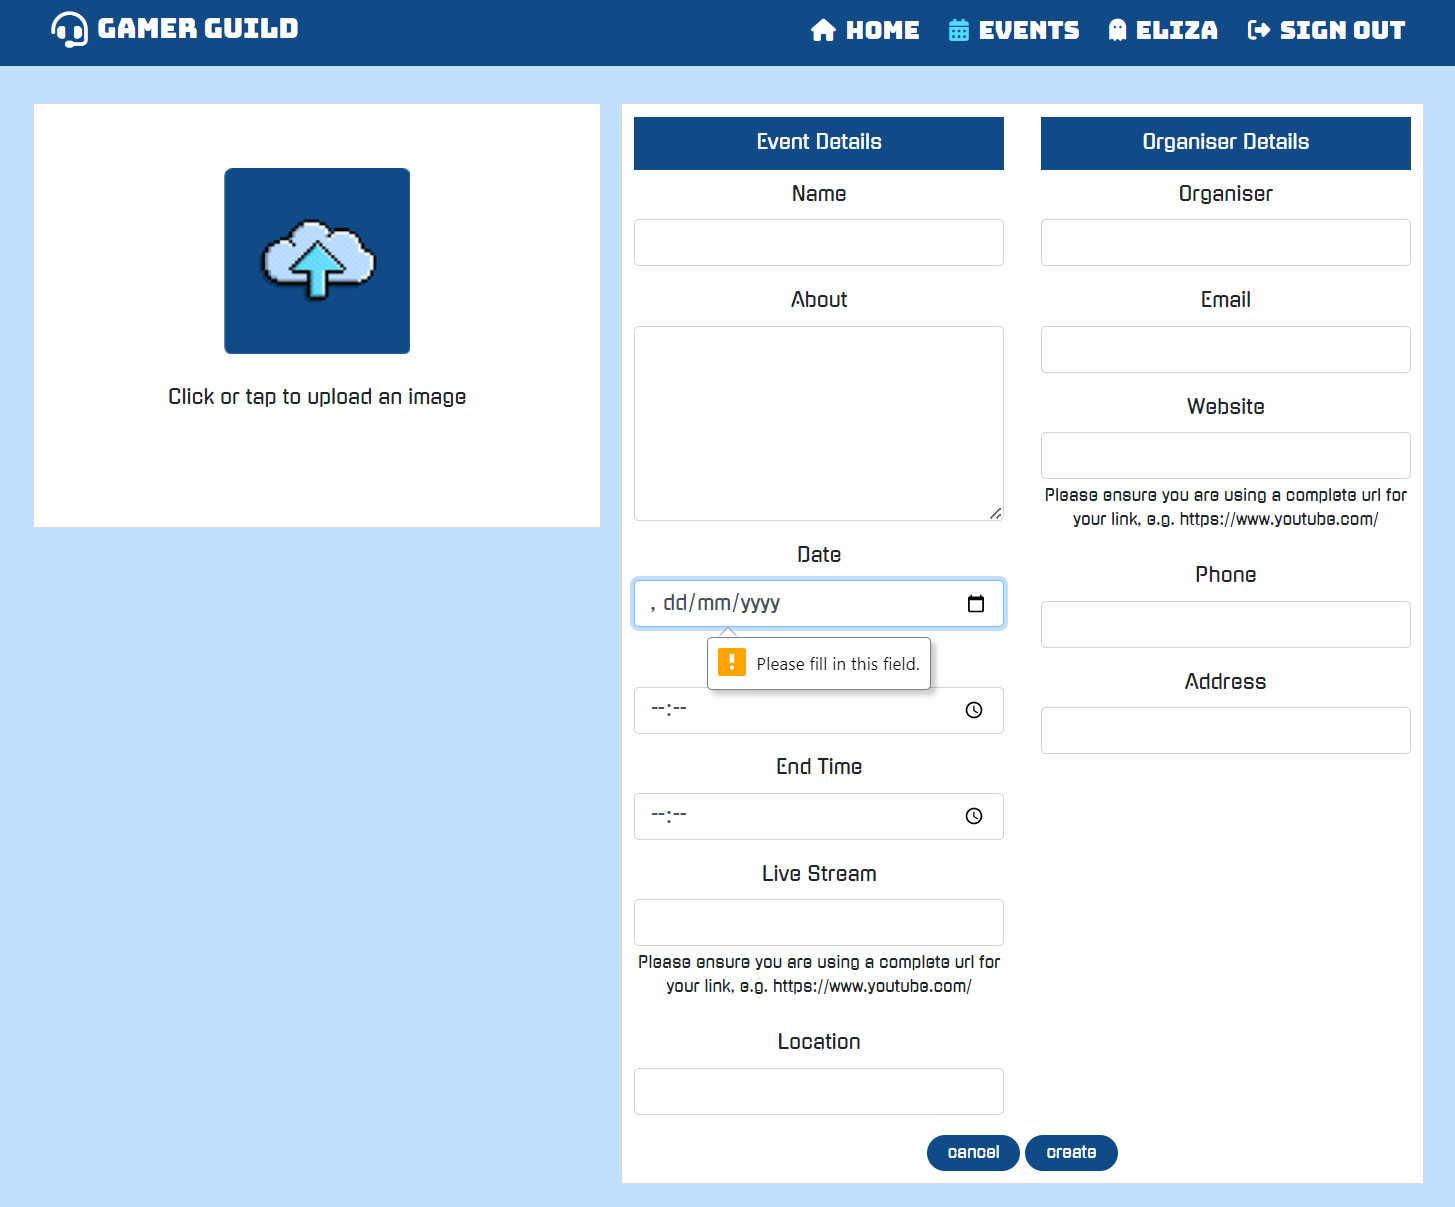 GAMER GUILD
HOME
EVENTS
ELIZA
SIGN OUT
Click or tap to upload an image
Event Details
Name
About
Date
, dd/mm/yyyy
Please fill in this field.
--:--
End Time
--:--
Live Stream
Please ensure you are using a complete url for
your link, e.g. https://www.youtube.com/
Location
Organiser Details
Organiser
Email
Website
Please ensure you are using a complete url for
your link, e.g. https://www.youtube.com/
Phone
Address
cancel
create